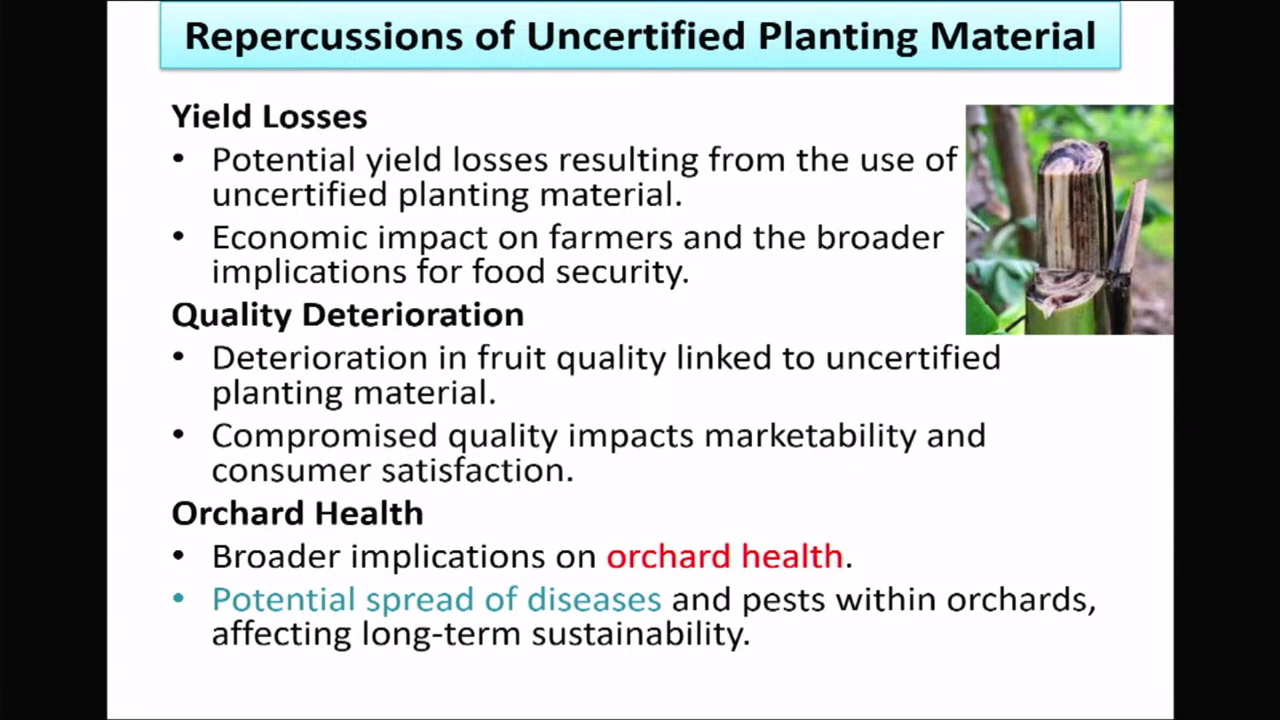 Repercussions of Uncertified Planting Material
Yield Losses
• Potential yield losses resulting from the use of
uncertified planting material.
• Economic impact on farmers and the broader
implications for food security.
Quality Deterioration
• Deterioration in fruit quality linked to uncertified
planting material.
• Compromised quality impacts marketability and
consumer satisfaction.
Orchard Health
• Broader implications on orchard health.
• Potential spread of diseases and pests within orchards,
affecting long-term sustainability.